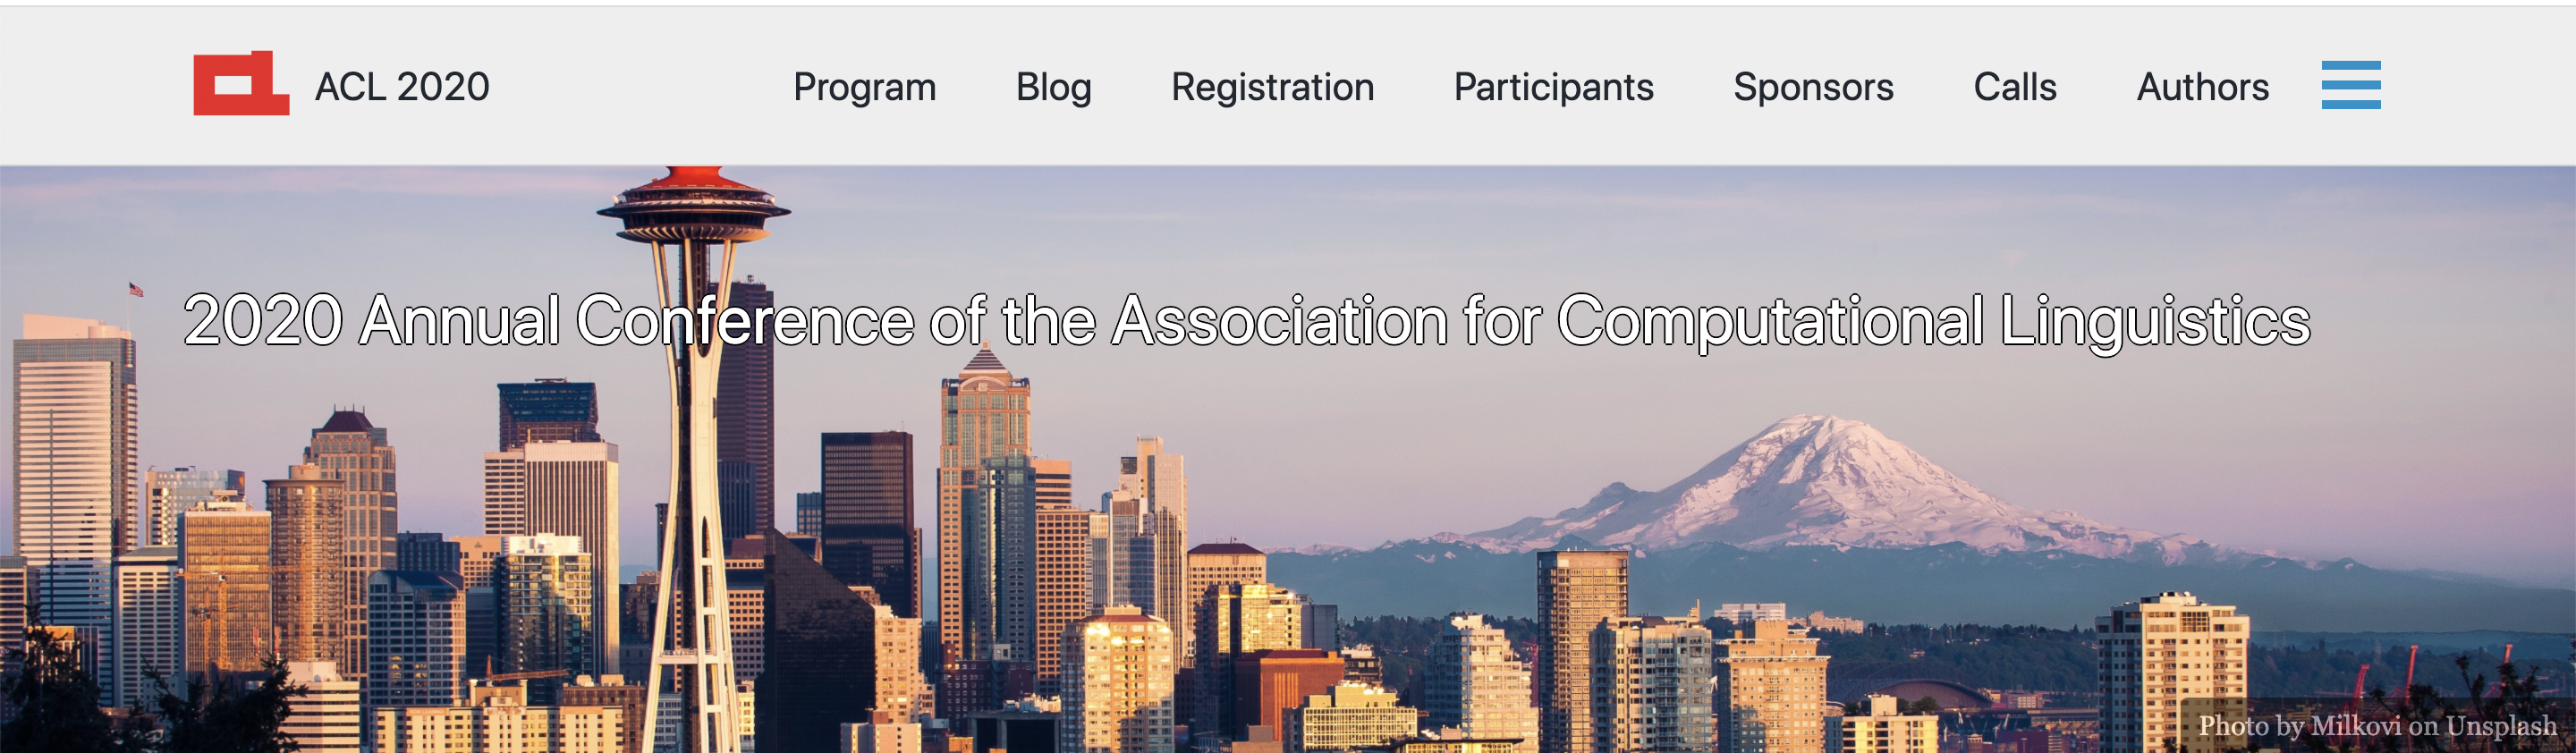 ACL 2020
Program Blog Registration Participants Sponsors Calls Authors
2020 Annual Conference of the Association for Computational Linguistics
Photo by Milkovi on Unsplash